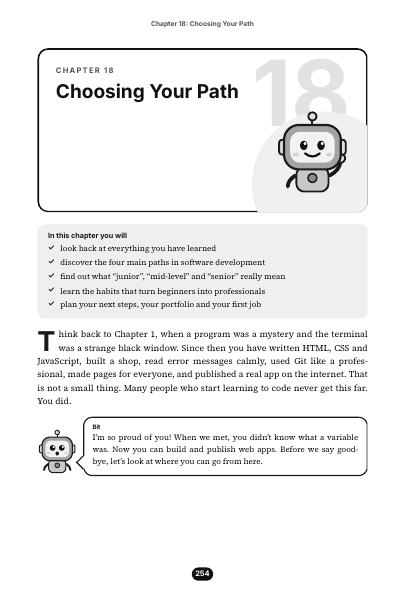 Chapter 18: Choosing Your Path
CHAPTER 18
18
Choosing Your Path
In this chapter you will
✓ look back at everything you have learned
✓ discover the four main paths in software development
✓ find out what “junior”, “mid-level” and “senior” really mean
✓ learn the habits that turn beginners into professionals
✓ plan your next steps, your portfolio and your first job
Think back to Chapter 1, when a program was a mystery and the terminal
was a strange black window. Since then you have written HTML, CSS and
JavaScript, built a shop, read error messages calmly, used Git like a profes-
sional, made pages for everyone, and published a real app on the internet. That
is not a small thing. Many people who start learning to code never get this far.
You did.
Bit
I’m so proud of you! When we met, you didn’t know what a variable
was. Now you can build and publish web apps. Before we say good-
bye, let’s look at where you can go from here.
254